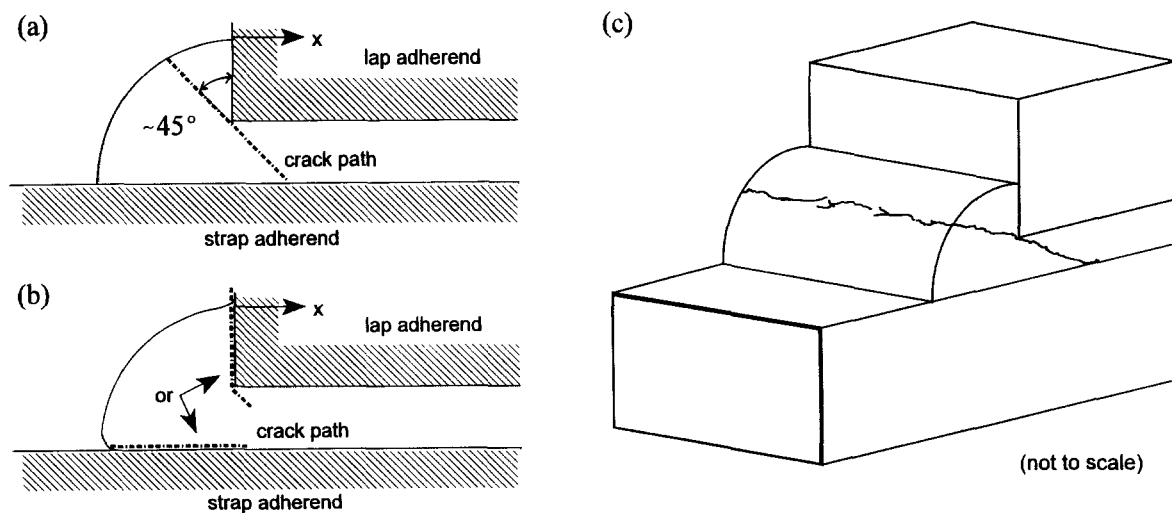 (a)
x
lap adherend
~45°
crack path
strap adherend
(b)
x
lap adherend
or
crack path
strap adherend
(c)
(not to scale)